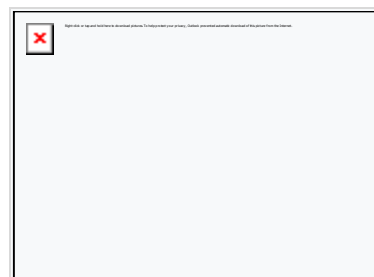 Right-click or tap and hold here to download pictures. To help protect your privacy, Outlook prevented automatic download of this picture from the Internet.